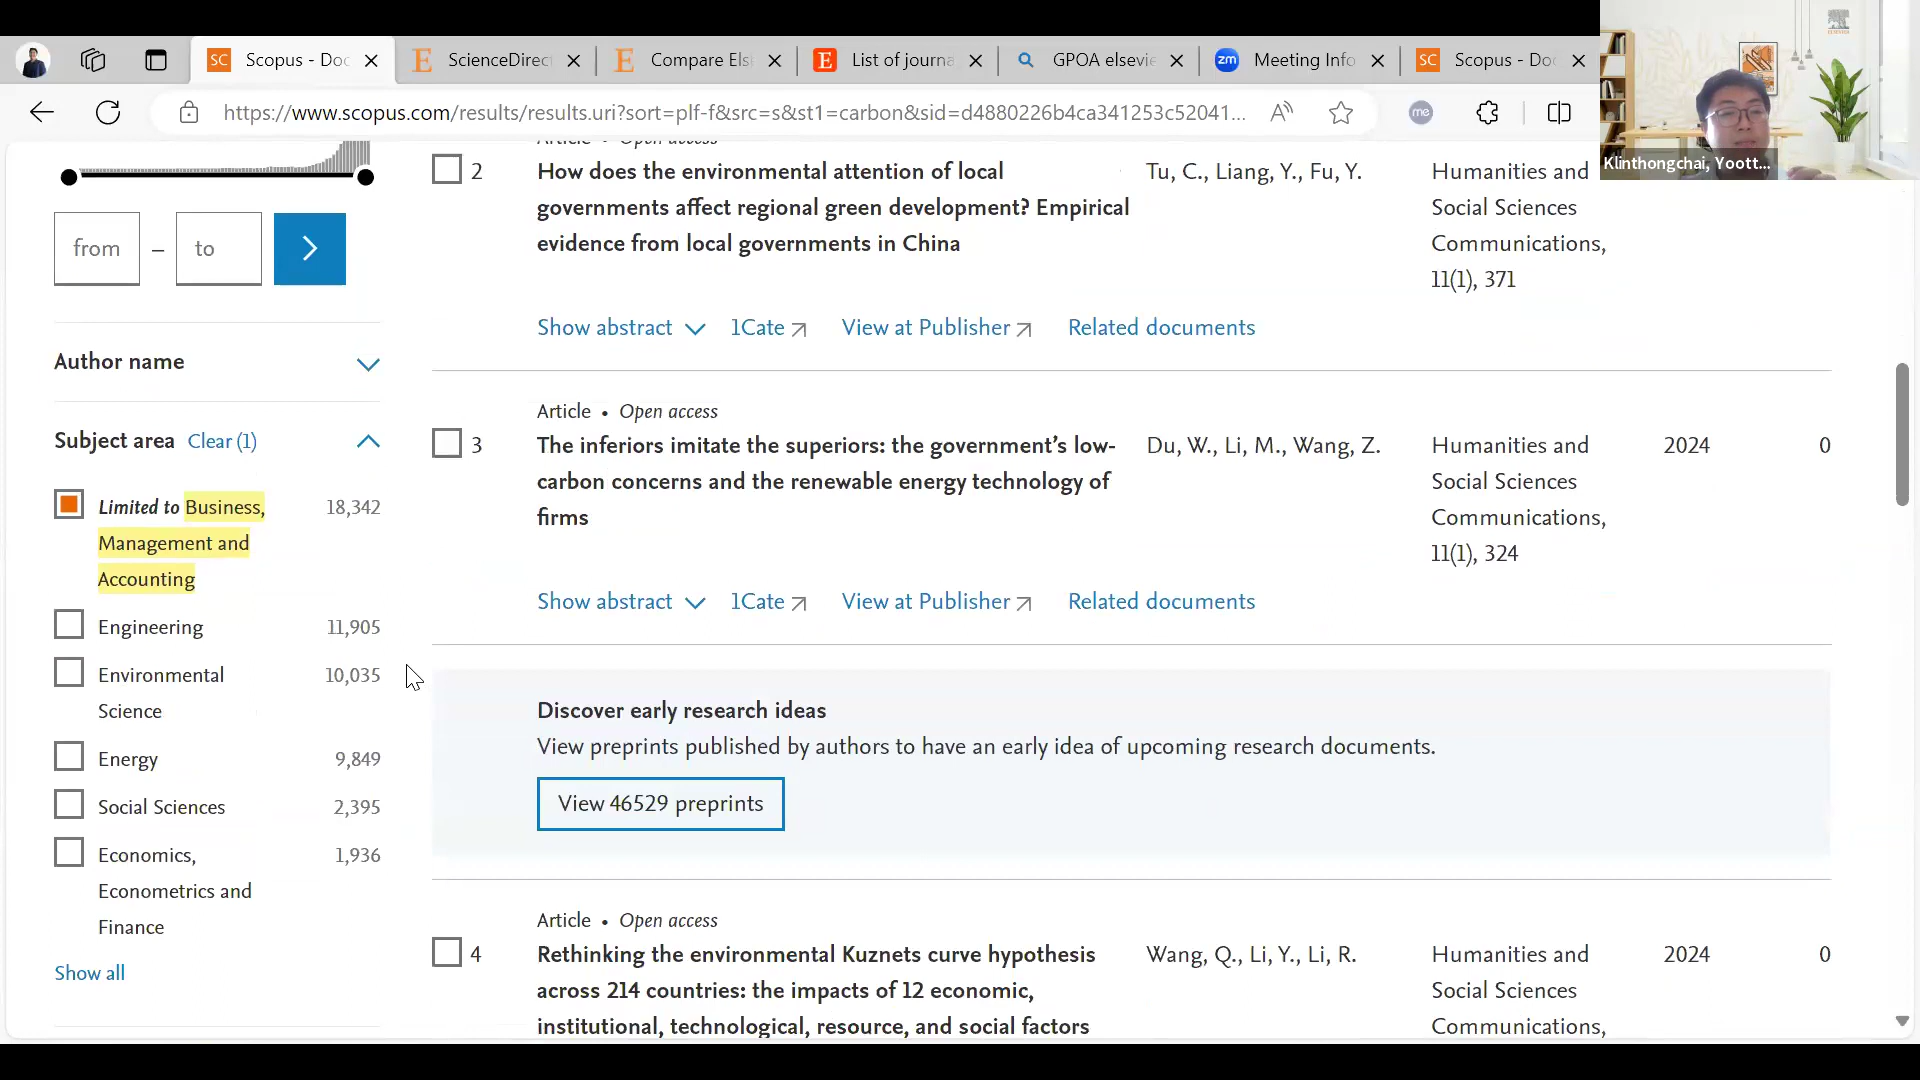 SC Scopus - Doc
ScienceDirec
Compare Els
List of journa
GPOA elsevie
zm Meeting Info
SC Scopus - Doc
https://www.scopus.com/results/results.uri?sort=plf-f&src=s&st1=carbon&sid=d4880226b4ca341253c52041...
me
Klinthongchai, Yoott...
from – to
Author name
Subject area Clear (1)
Limited to Business, Management and Accounting 18,342
Engineering 11,905
Environmental Science 10,035
Energy 9,849
Social Sciences 2,395
Economics, Econometrics and Finance 1,936
Show all
Article • Open access
2
How does the environmental attention of local
governments affect regional green development? Empirical
evidence from local governments in China
Tu, C., Liang, Y., Fu, Y.
Humanities and
Social Sciences
Communications,
11(1), 371
Show abstract 1Cate View at Publisher Related documents
Article • Open access
3
The inferiors imitate the superiors: the government’s low-
carbon concerns and the renewable energy technology of
firms
Du, W., Li, M., Wang, Z.
Humanities and
Social Sciences
Communications,
11(1), 324
2024
0
Show abstract 1Cate View at Publisher Related documents
Discover early research ideas
View preprints published by authors to have an early idea of upcoming research documents.
View 46529 preprints
Article • Open access
4
Rethinking the environmental Kuznets curve hypothesis
across 214 countries: the impacts of 12 economic,
institutional, technological, resource, and social factors
Wang, Q., Li, Y., Li, R.
Humanities and
Social Sciences
Communications,
2024
0